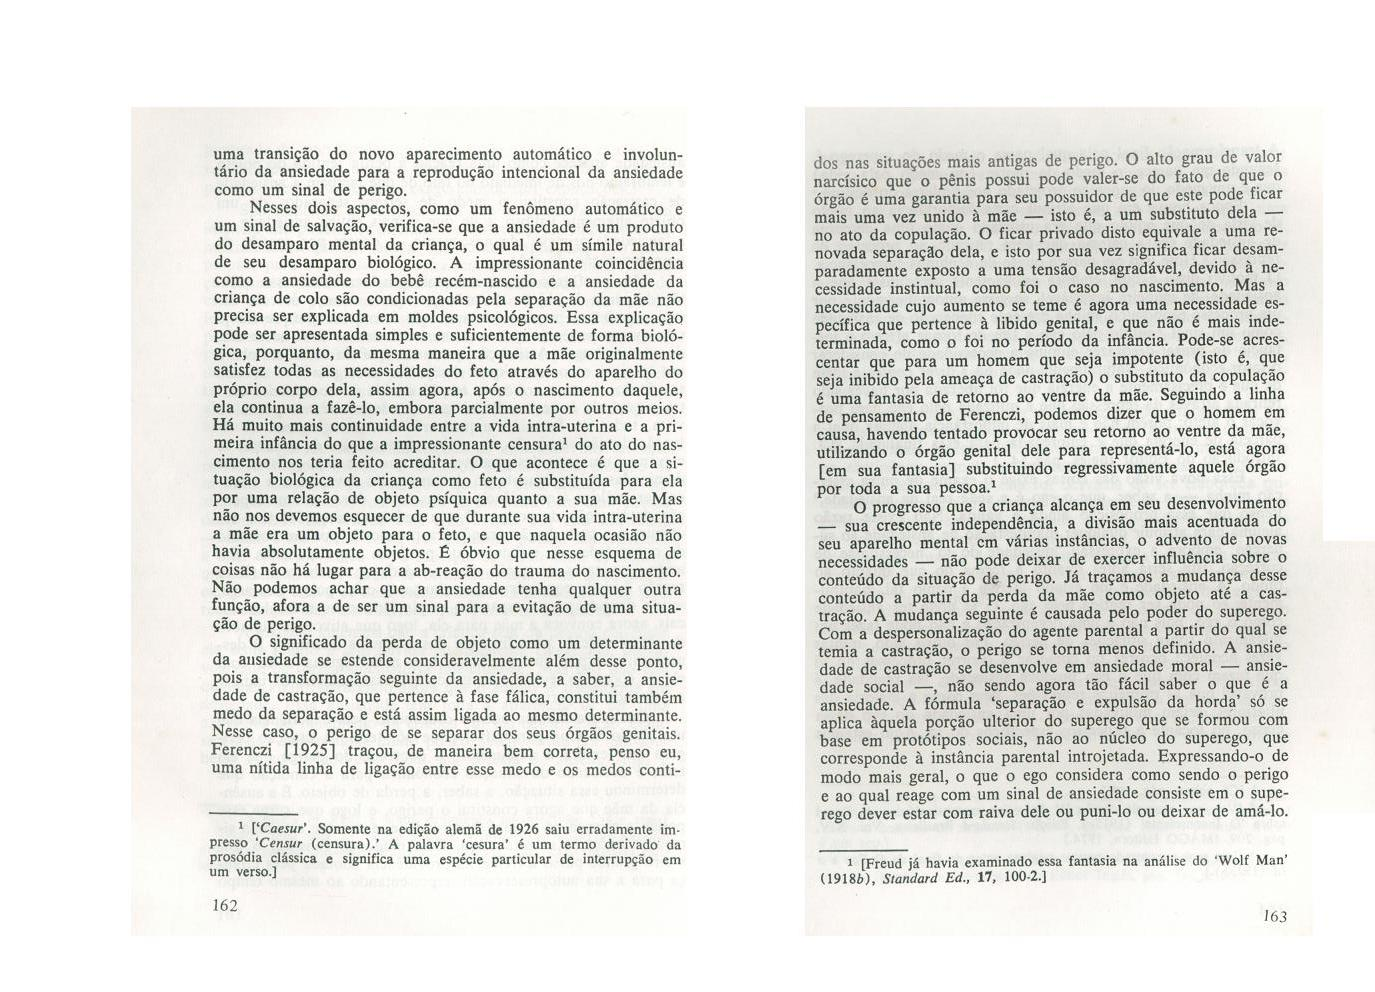 uma transição do novo aparecimento automático e involun-
tário da ansiedade para a reprodução intencional da ansiedade
como um sinal de perigo.
Nesses dois aspectos, como um fenômeno automático e
um sinal de salvação, verifica-se que a ansiedade é um produto
do desamparo mental da criança, o qual é um símile natural
de seu desamparo biológico. A impressionante coincidência
como a ansiedade do bebê recém-nascido e a ansiedade da
criança de colo são condicionadas pela separação da mãe não
precisa ser explicada em moldes psicológicos. Essa explicação
pode ser apresentada simples e suficientemente de forma bioló-
gica, porquanto, da mesma maneira que a mãe originalmente
satisfez todas as necessidades do feto através do aparelho do
próprio corpo dela, assim agora, após o nascimento daquele,
ela continua a fazê-lo, embora parcialmente por outros meios.
Há muito mais continuidade entre a vida intra-uterina e a pri-
meira infância do que a impressionante censura¹ do ato do nas-
cimento nos teria feito acreditar. O que acontece é que a si-
tuação biológica da criança como feto é substituída para ela
por uma relação de objeto psíquica quanto a sua mãe. Mas
não nos devemos esquecer de que durante sua vida intra-uterina
a mãe era um objeto para o feto, e que naquela ocasião não
havia absolutamente objetos. É óbvio que nesse esquema de
coisas não há lugar para a ab-reação do trauma do nascimento.
Não podemos achar que a ansiedade tenha qualquer outra
função, afora a de ser um sinal para a evitação de uma situa-
ção de perigo.
O significado da perda de objeto como um determinante
da ansiedade se estende consideravelmente além desse ponto,
pois a transformação seguinte da ansiedade, a saber, a ansie-
dade de castração, que pertence à fase fálica, constitui também
medo da separação e está assim ligada ao mesmo determinante.
Nesse caso, o perigo de se separar dos seus órgãos genitais.
Ferenczi [1925] traçou, de maneira bem correta, penso eu,
uma nítida linha de ligação entre esse medo e os medos conti-
¹ ['Caesur'. Somente na edição alemã de 1926 saiu erradamente im-
presso 'Censur (censura).' A palavra 'cesura' é um termo derivado da
prosódia clássica e significa uma espécie particular de interrupção em
um verso.]
162
dos nas situações mais antigas de perigo. O alto grau de valor
narcísico que o pênis possui pode valer-se do fato de que o
órgão é uma garantia para seu possuidor de que este pode ficar
mais uma vez unido à mãe — isto é, a um substituto dela —
no ato da copulação. O ficar privado disto equivale a uma re-
novada separação dela, e isto por sua vez significa ficar desam-
paradamente exposto a uma tensão desagradável, devido à ne-
cessidade instintual, como foi o caso no nascimento. Mas a
necessidade cujo aumento se teme é agora uma necessidade es-
pecífica que pertence à libido genital, e que não é mais inde-
terminada, como o foi no período da infância. Pode-se acres-
centar que para um homem que seja impotente (isto é, que
seja inibido pela ameaça de castração) o substituto da copulação
é uma fantasia de retorno ao ventre da mãe. Seguindo a linha
de pensamento de Ferenczi, podemos dizer que o homem em
causa, havendo tentado provocar seu retorno ao ventre da mãe,
utilizando o órgão genital dele para representá-lo, está agora
[em sua fantasia] substituindo regressivamente aquele órgão
por toda a sua pessoa.¹
O progresso que a criança alcança em seu desenvolvimento
— sua crescente independência, a divisão mais acentuada do
seu aparelho mental em várias instâncias, o advento de novas
necessidades — não pode deixar de exercer influência sobre o
conteúdo da situação de perigo. Já traçamos a mudança desse
conteúdo a partir da perda da mãe como objeto até a cas-
tração. A mudança seguinte é causada pelo poder do superego.
Com a despersonalização do agente parental a partir do qual se
temia a castração, o perigo se torna menos definido. A ansie-
dade de castração se desenvolve em ansiedade moral — ansie-
dade social —, não sendo agora tão fácil saber o que é a
ansiedade. A fórmula 'separação e expulsão da horda' só se
aplica àquela porção ulterior do superego que se formou com
base em protótipos sociais, não ao núcleo do superego, que
corresponde à instância parental introjetada. Expressando-o de
modo mais geral, o que o ego considera como sendo o perigo
e ao qual reage com um sinal de ansiedade consiste em o supe-
rego dever estar com raiva dele ou puni-lo ou deixar de amá-lo.
¹ [Freud já havia examinado essa fantasia na análise do 'Wolf Man'
(1918b), Standard Ed., 17, 100-2.]
163